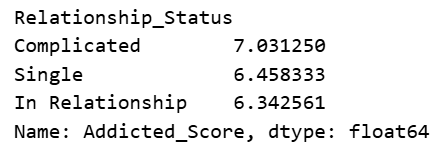 Relationship_Status
Complicated 7.031250
Single 6.458333
In Relationship 6.342561
Name: Addicted_Score, dtype: float64